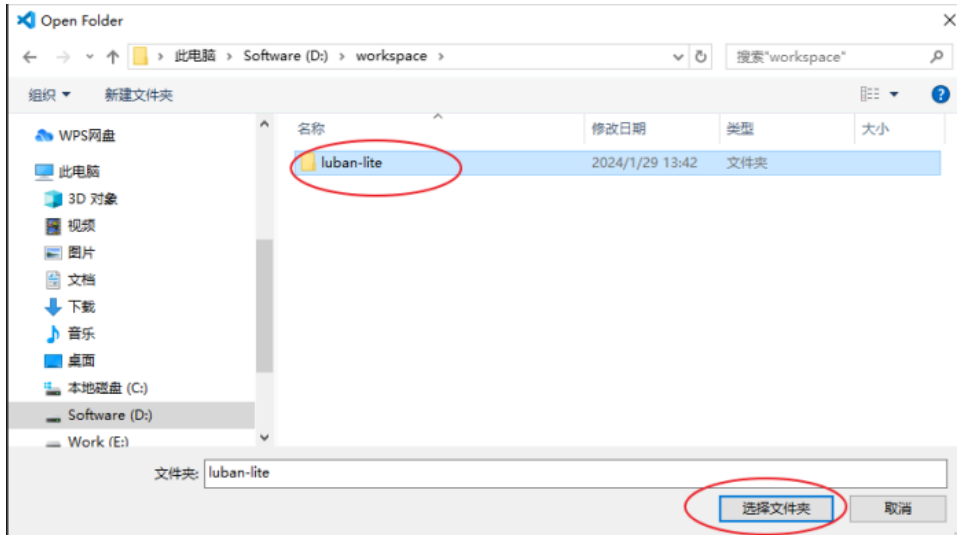 Open Folder
此电脑 > Software (D:) > workspace >
搜索"workspace"
组织 新建文件夹
名称 修改日期 类型 大小
luban-lite 2024/1/29 13:42 文件夹
WPS网盘
此电脑
3D 对象
视频
图片
文档
下载
音乐
桌面
本地磁盘 (C:)
Software (D:)
Work (E:)
文件夹: luban-lite
选择文件夹 取消